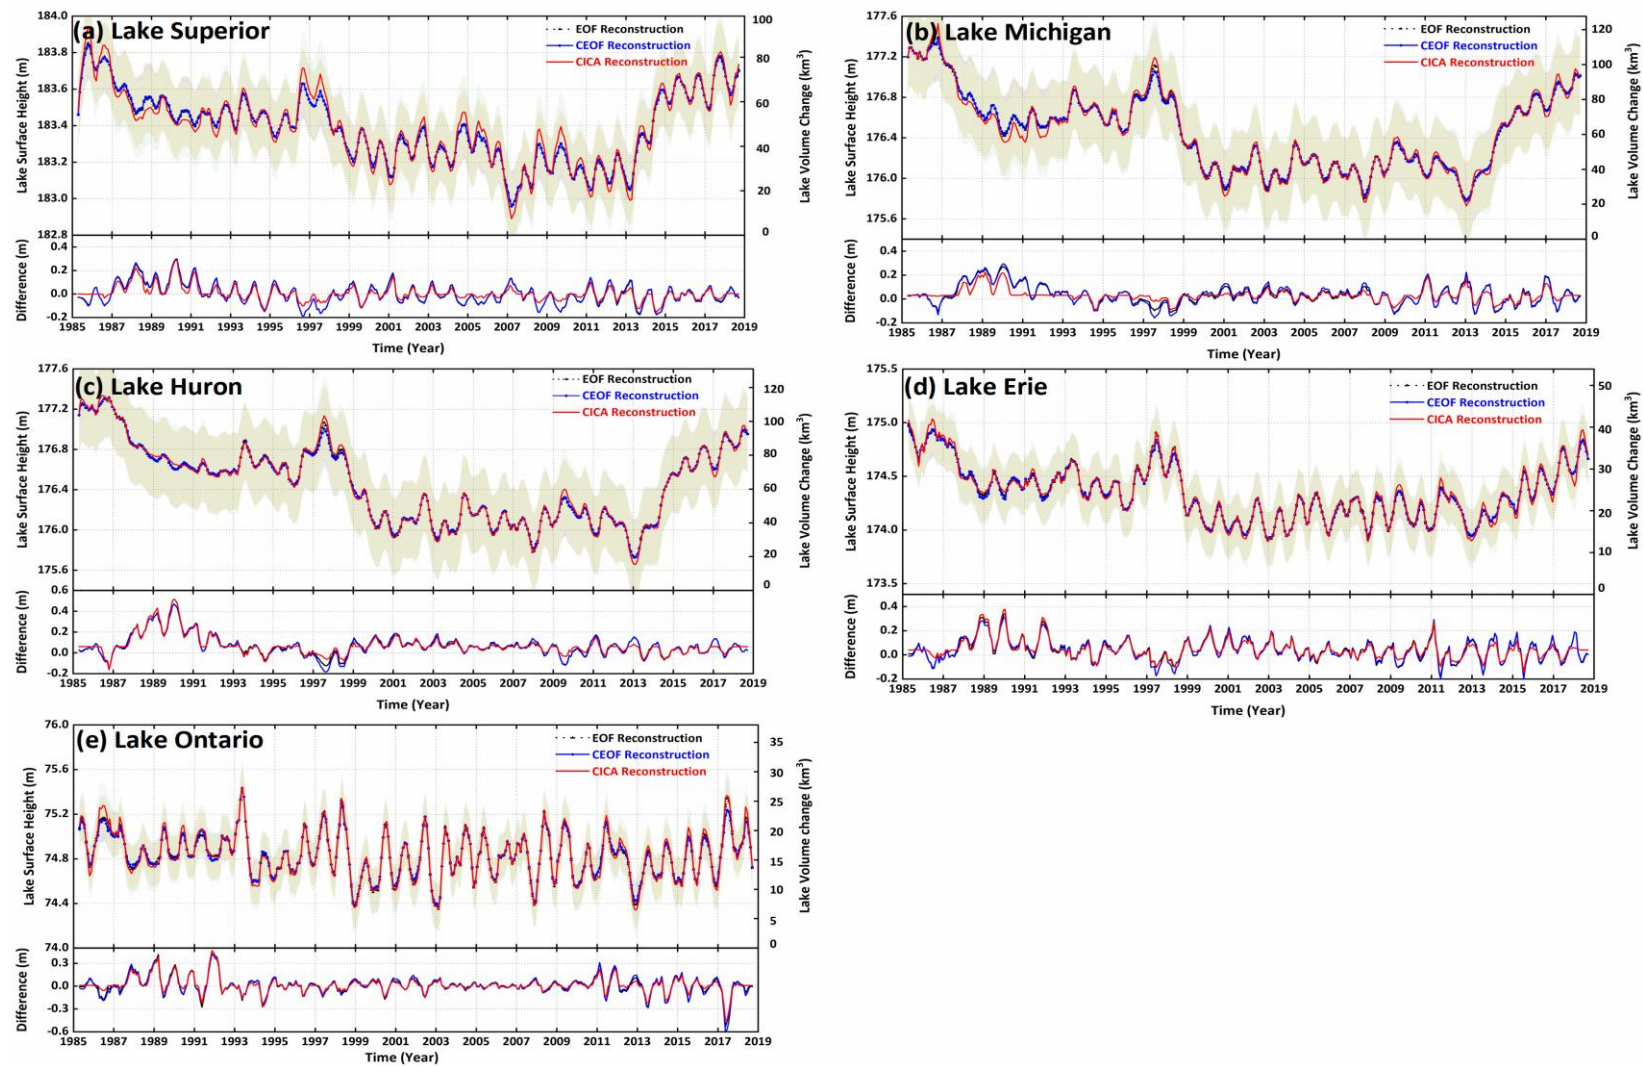 (a) Lake Superior
EOF Reconstruction
CEOF Reconstruction
CICA Reconstruction
Lake Surface Height (m)
184.0
183.8
183.6
183.4
183.2
183.0
182.8
Lake Volume Change (km³)
100
80
60
40
20
0
Difference (m)
0.4
0.2
0.0
-0.2
1985 1987 1989 1991 1993 1995 1997 1999 2001 2003 2005 2007 2009 2011 2013 2015 2017 2019
Time (Year)
(b) Lake Michigan
EOF Reconstruction
CEOF Reconstruction
CICA Reconstruction
Lake Surface Height (m)
177.6
177.2
176.8
176.4
176.0
175.6
Lake Volume Change (km³)
120
100
80
60
40
20
0
Difference (m)
0.4
0.2
0.0
-0.2
1985 1987 1989 1991 1993 1995 1997 1999 2001 2003 2005 2007 2009 2011 2013 2015 2017 2019
Time (Year)
(c) Lake Huron
EOF Reconstruction
CEOF Reconstruction
CICA Reconstruction
Lake Surface Height (m)
177.6
177.2
176.8
176.4
176.0
175.6
Lake Volume Change (km³)
120
100
80
60
40
20
0
Difference (m)
0.6
0.4
0.2
0.0
-0.2
1985 1987 1989 1991 1993 1995 1997 1999 2001 2003 2005 2007 2009 2011 2013 2015 2017 2019
Time (Year)
(d) Lake Erie
EOF Reconstruction
CEOF Reconstruction
CICA Reconstruction
Lake Surface Height (m)
175.5
175.0
174.5
174.0
173.5
Lake Volume Change (km³)
50
40
30
20
10
0
Difference (m)
0.4
0.2
0.0
-0.2
1985 1987 1989 1991 1993 1995 1997 1999 2001 2003 2005 2007 2009 2011 2013 2015 2017 2019
Time (Year)
(e) Lake Ontario
EOF Reconstruction
CEOF Reconstruction
CICA Reconstruction
Lake Surface Height (m)
76.0
75.6
75.2
74.8
74.4
74.0
Lake Volume change (km³)
35
30
25
20
15
10
5
0
Difference (m)
0.3
0.0
-0.3
-0.6
1985 1987 1989 1991 1993 1995 1997 1999 2001 2003 2005 2007 2009 2011 2013 2015 2017 2019
Time (Year)